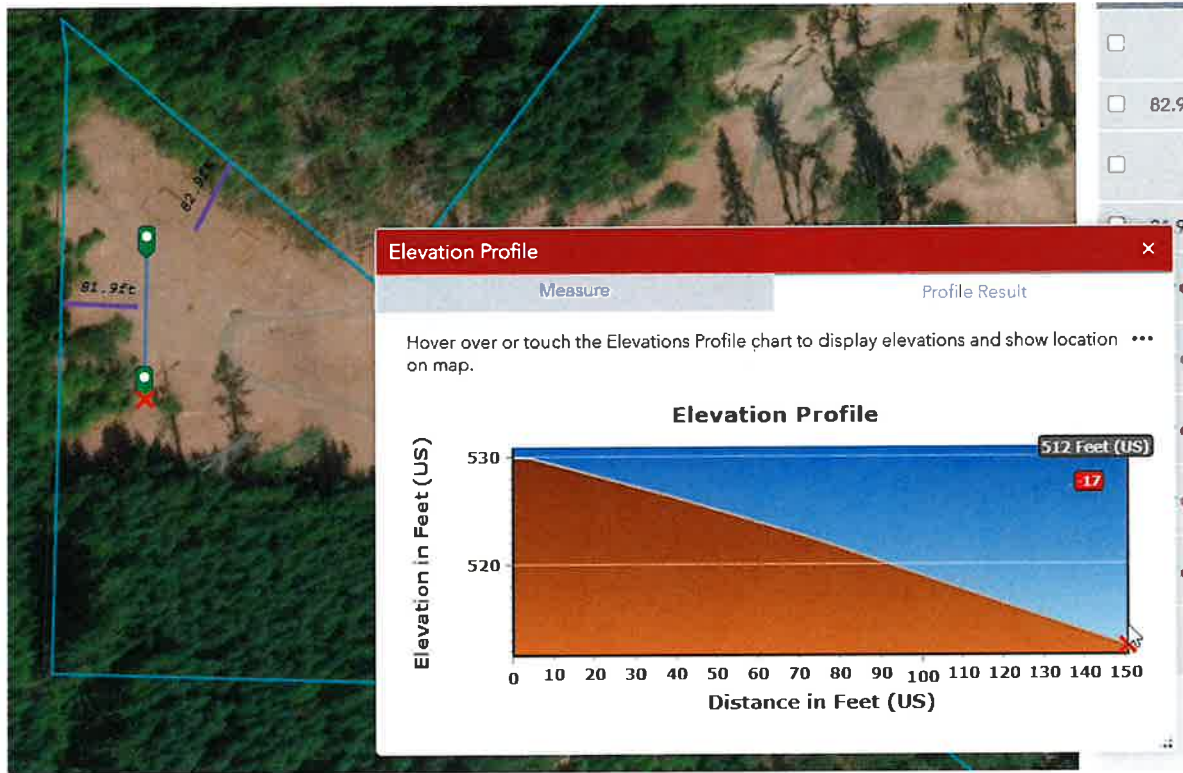 82.9
82.9ft
81.9ft
Elevation Profile
Measure
Profile Result
Hover over or touch the Elevations Profile chart to display elevations and show location
on map.
Elevation Profile
Elevation in Feet (US)
530
520
512 Feet (US)
-17
0 10 20 30 40 50 60 70 80 90 100 110 120 130 140 150
Distance in Feet (US)